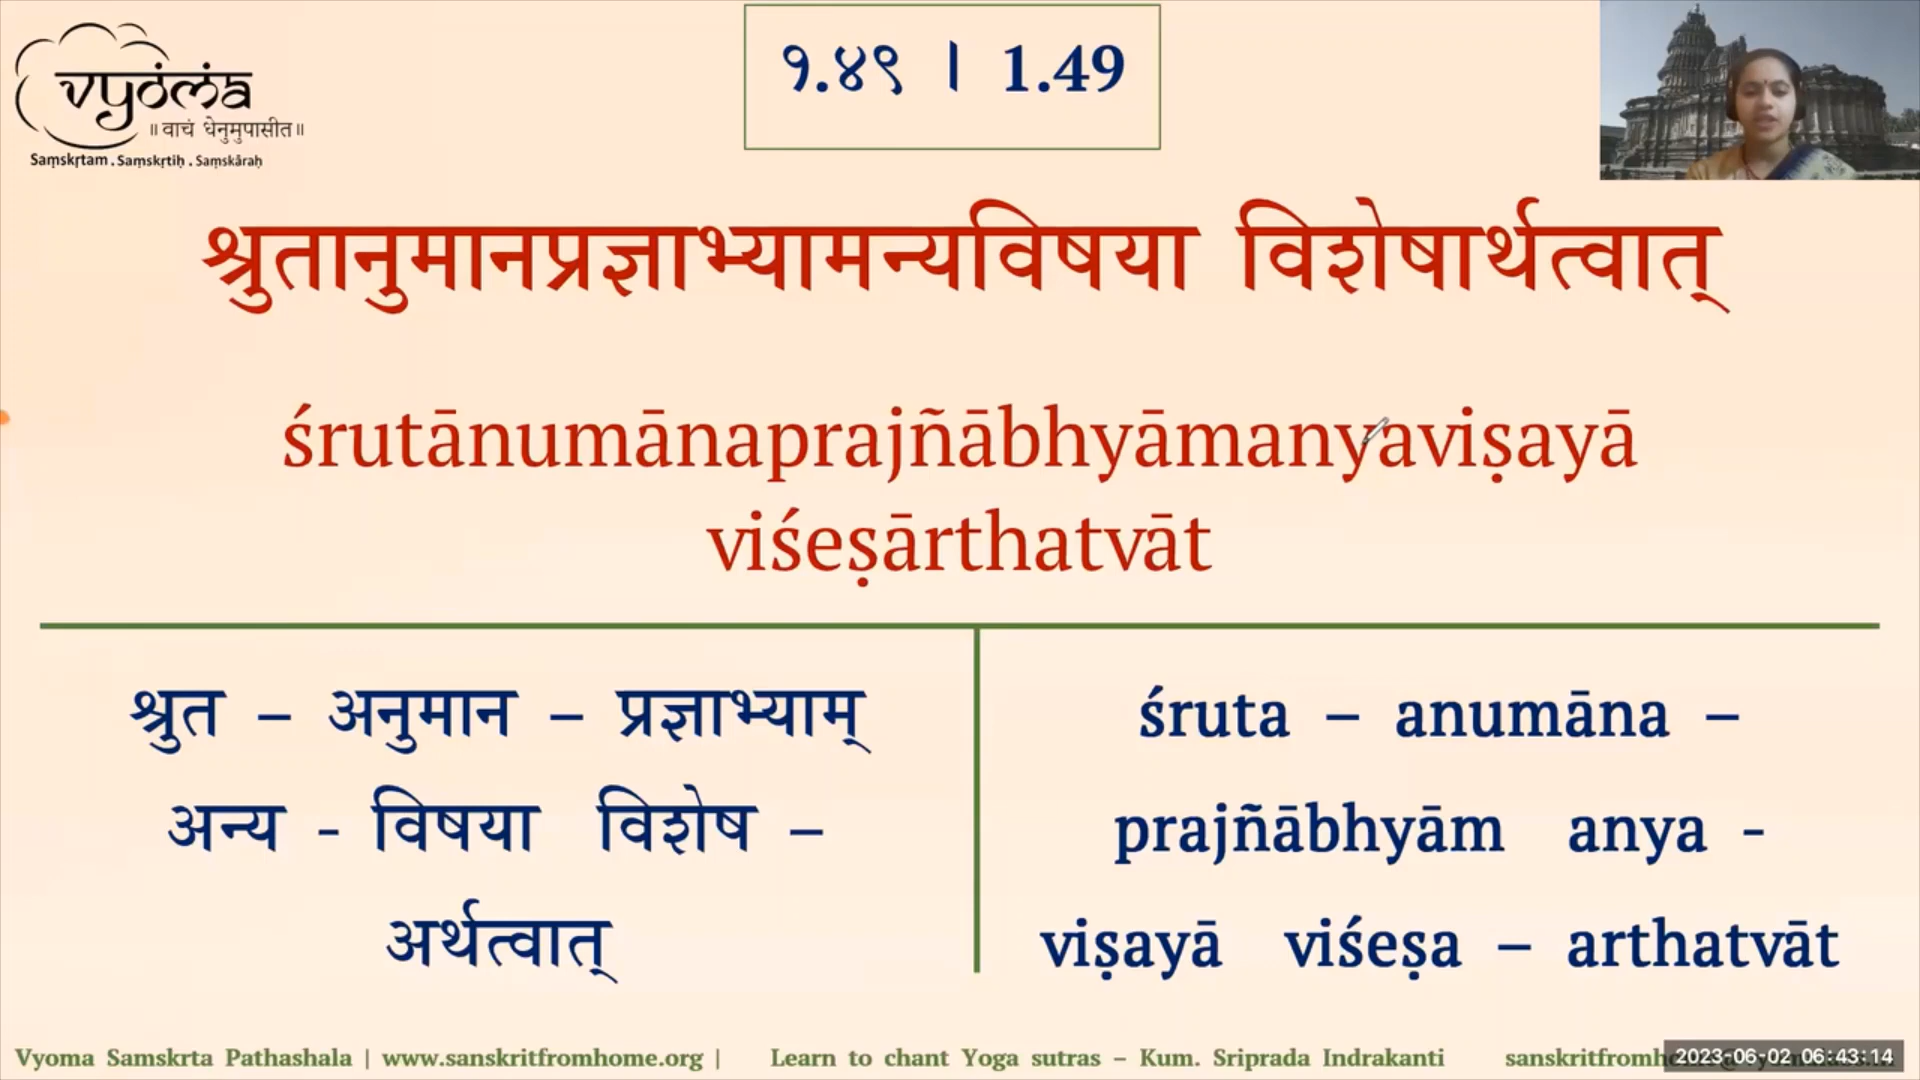 vyoma
॥ वाचं धेनुमुपासीत॥
Saṃskṛtam . Saṃskṛtiḥ . Saṃskāraḥ
१.४९ । 1.49
श्रुतानुमानप्रज्ञाभ्यामन्यविषया विशेषार्थत्वात्
śrutānumānaprajñābhyāmanyaviṣayā
viśeṣārthatvāt
श्रुत – अनुमान – प्रज्ञाभ्याम्
अन्य - विषया विशेष –
अर्थत्वात्
śruta – anumāna –
prajñābhyām anya -
viṣayā viśeṣa – arthatvāt
Vyoma Samskrta Pathashala | www.sanskritfromhome.org | Learn to chant Yoga sutras – Kum. Sriprada Indrakanti
2023-06-02 06:43:14